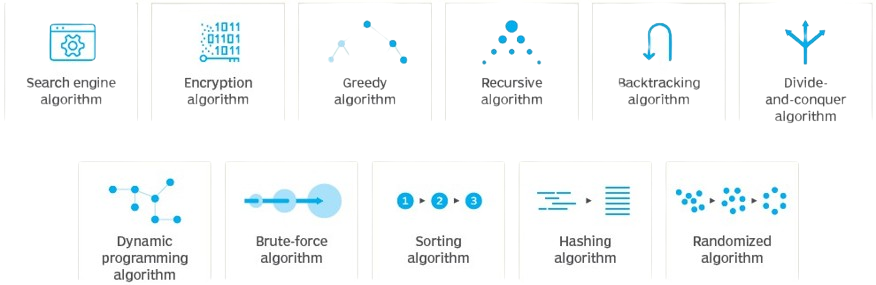 1011
01101
1011
Search engine
algorithm
Encryption
algorithm
Greedy
algorithm
Recursive
algorithm
Backtracking
algorithm
Divide-
and-conquer
algorithm
1 2 3
Dynamic
programming
algorithm
Brute-force
algorithm
Sorting
algorithm
Hashing
algorithm
Randomized
algorithm